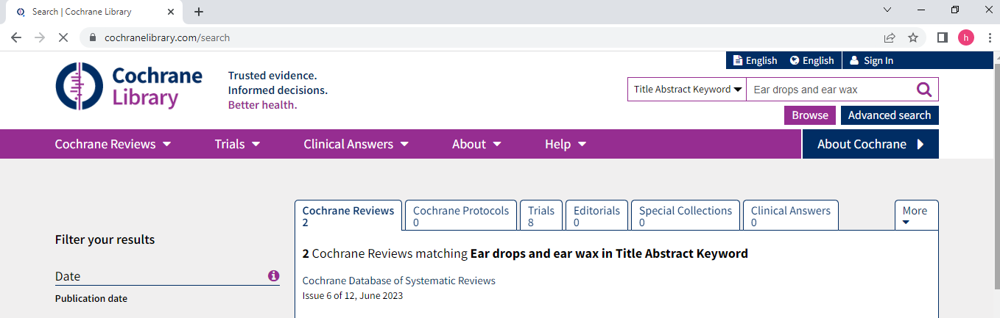 Search | Cochrane Library
cochranelibrary.com/search
h
English English Sign In
Cochrane
Library
Trusted evidence.
Informed decisions.
Better health.
Title Abstract Keyword Ear drops and ear wax
Browse Advanced search
Cochrane Reviews Trials Clinical Answers About Help About Cochrane
Cochrane Reviews
2
Cochrane Protocols
0
Trials
8
Editorials
0
Special Collections
0
Clinical Answers
0
More
Filter your results
Date
Publication date
2 Cochrane Reviews matching Ear drops and ear wax in Title Abstract Keyword
Cochrane Database of Systematic Reviews
Issue 6 of 12, June 2023